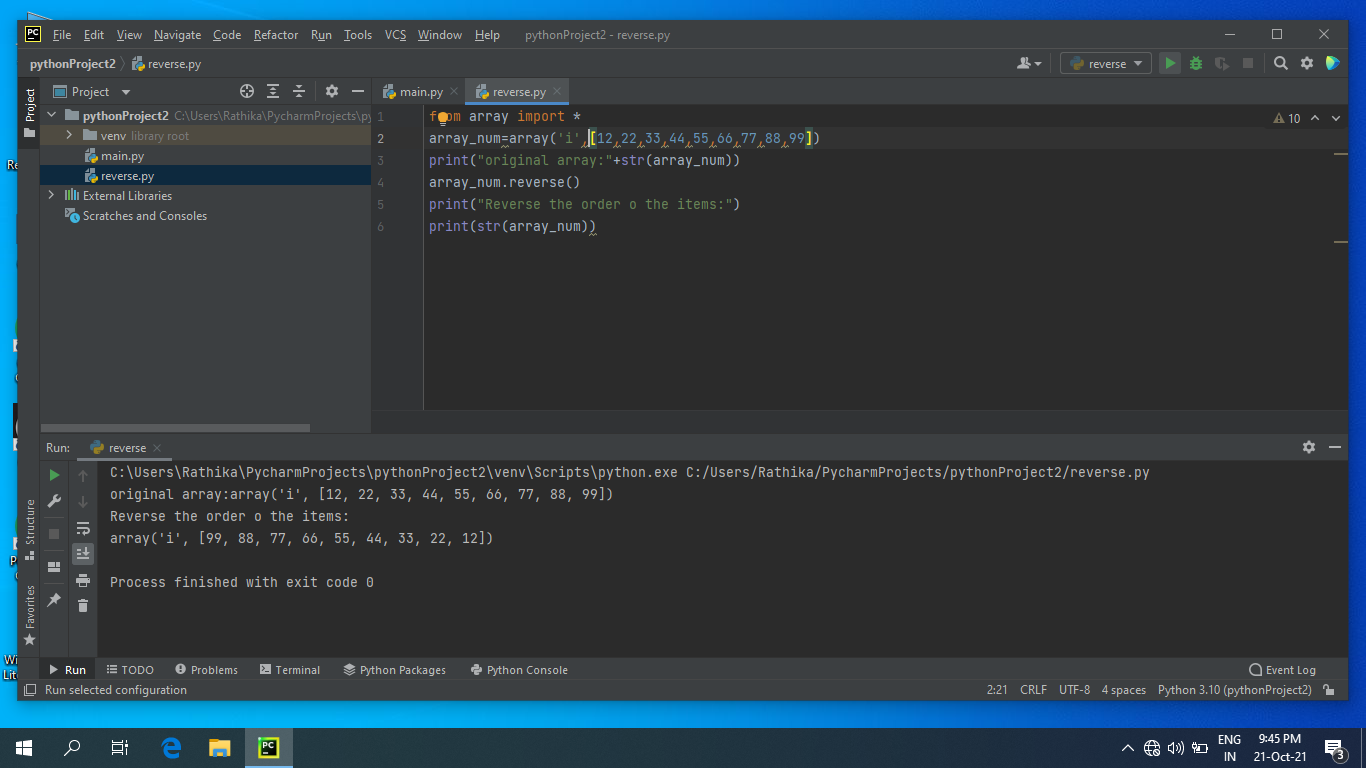 PC File Edit View Navigate Code Refactor Run Tools VCS Window Help pythonProject2 - reverse.py
pythonProject2 reverse.py reverse
Project
Project
main.py reverse.py
pythonProject2 C:\Users\Rathika\PycharmProjects\py
venv library root
main.py
reverse.py
External Libraries
Scratches and Consoles
10
1 from array import *
2 array_num=array('i',[12,22,33,44,55,66,77,88,99])
3 print("original array:"+str(array_num))
4 array_num.reverse()
5 print("Reverse the order o the items:")
6 print(str(array_num))
Run: reverse
C:\Users\Rathika\PycharmProjects\pythonProject2\venv\Scripts\python.exe C:/Users/Rathika/PycharmProjects/pythonProject2/reverse.py
original array:array('i', [12, 22, 33, 44, 55, 66, 77, 88, 99])
Reverse the order o the items:
array('i', [99, 88, 77, 66, 55, 44, 33, 22, 12])
Process finished with exit code 0
Structure
Favorites
Run TODO Problems Terminal Python Packages Python Console Event Log
Run selected configuration 2:21 CRLF UTF-8 4 spaces Python 3.10 (pythonProject2)
PC
ENG
IN
9:45 PM
21-Oct-21
3